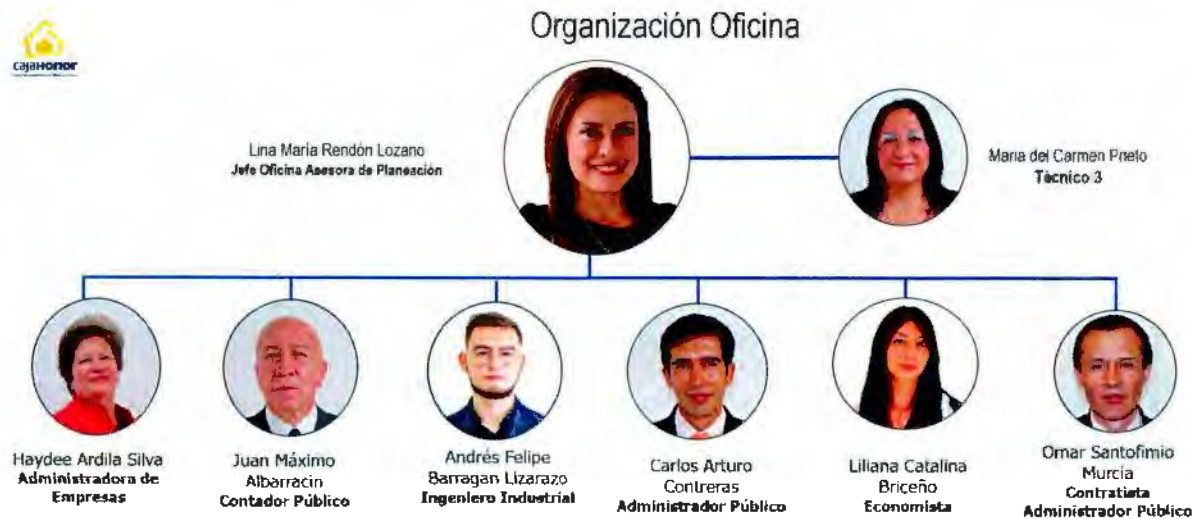 Organización Oficina
CajaHonor
Lina María Rendón Lozano
Jefe Oficina Asesora de Planeación
María del Carmen Prieto
Técnico 3
Haydee Ardila Silva
Administradora de
Empresas
Juan Máximo
Albarracin
Contador Público
Andrés Felipe
Barragan Lizarazo
Ingeniero Industrial
Carlos Arturo
Contreras
Administrador Público
Liliana Catalina
Briceño
Economista
Omar Santofimio
Murcia
Contratista
Administrador Público